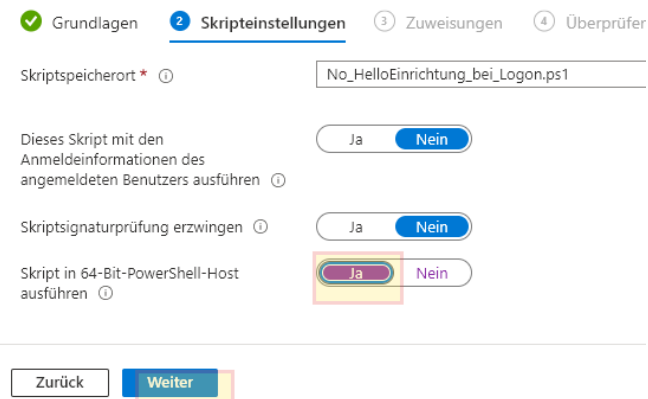 Grundlagen 2 Skripteinstellungen 3 Zuweisungen 4 Überprüfer
Skriptspeicherort * No_HelloEinrichtung_bei_Logon.ps1
Dieses Skript mit den
Anmeldeinformationen des
angemeldeten Benutzers ausführen
Ja Nein
Skriptsignaturprüfung erzwingen Ja Nein
Skript in 64-Bit-PowerShell-Host
ausführen
Ja Nein
Zurück Weiter